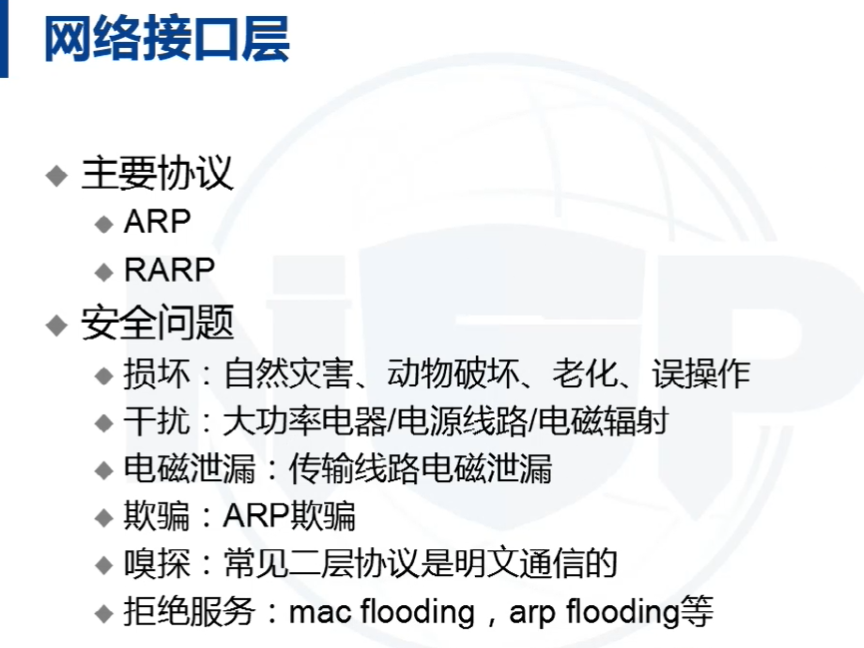 网络接口层
主要协议
ARP
RARP
安全问题
损坏：自然灾害、动物破坏、老化、误操作
干扰：大功率电器/电源线路/电磁辐射
电磁泄漏：传输线路电磁泄漏
欺骗：ARP欺骗
嗅探：常见二层协议是明文通信的
拒绝服务：mac flooding，arp flooding等